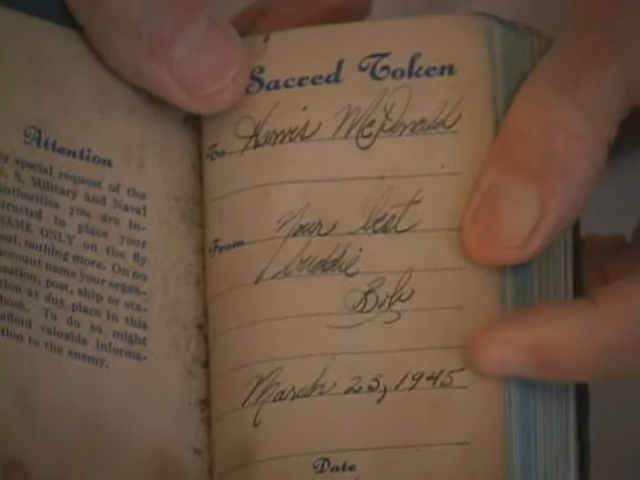 Attention
y special request of the
. S. Military and Naval
uthorities you are in-
structed to place your
NAME ONLY on the fly
eaf, nothing more. On no
account name your organ-
ization, post, ship or sta-
tion at any place in this
book. To do so might
afford valuable informa-
tion to the enemy.
Sacred Token
To McDonald
From Your best
buddie
Bob
March 23, 1945
Date